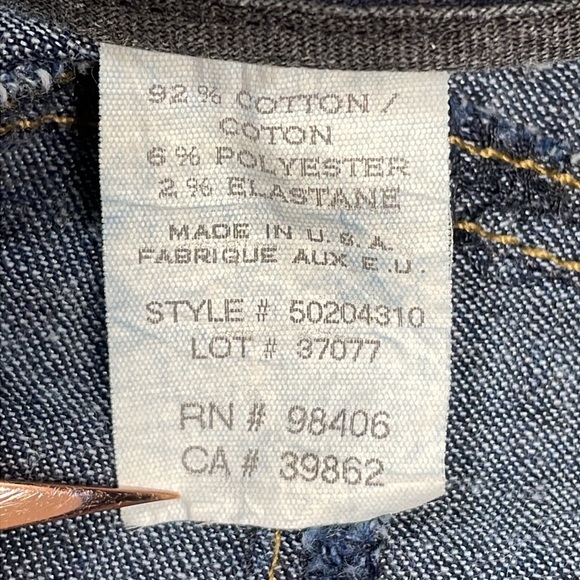 92% COTTON /
COTON
6% POLYESTER
2% ELASTANE
MADE IN U.S.A.
FABRIQUE AUX E.U.
STYLE # 50204310
LOT # 37077
RN # 98406
CA # 39862